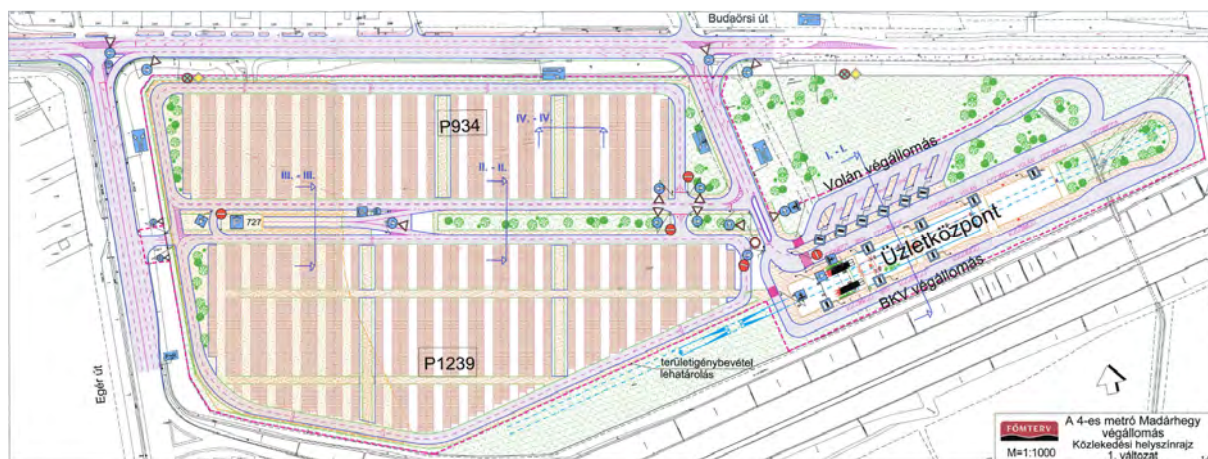 Budaörsi út
P934
IV. - IV.
III. - III.
II. - II.
I. - I.
Volán végállomás
727
Üzletközpont
BKV végállomás
P1239
területigénybevétel
lehatárolás
Egér út
FŐMTERV
M=1:1000
A 4-es metró Madárhegy
végállomás
Közlekedési helyszínrajz
1. változat